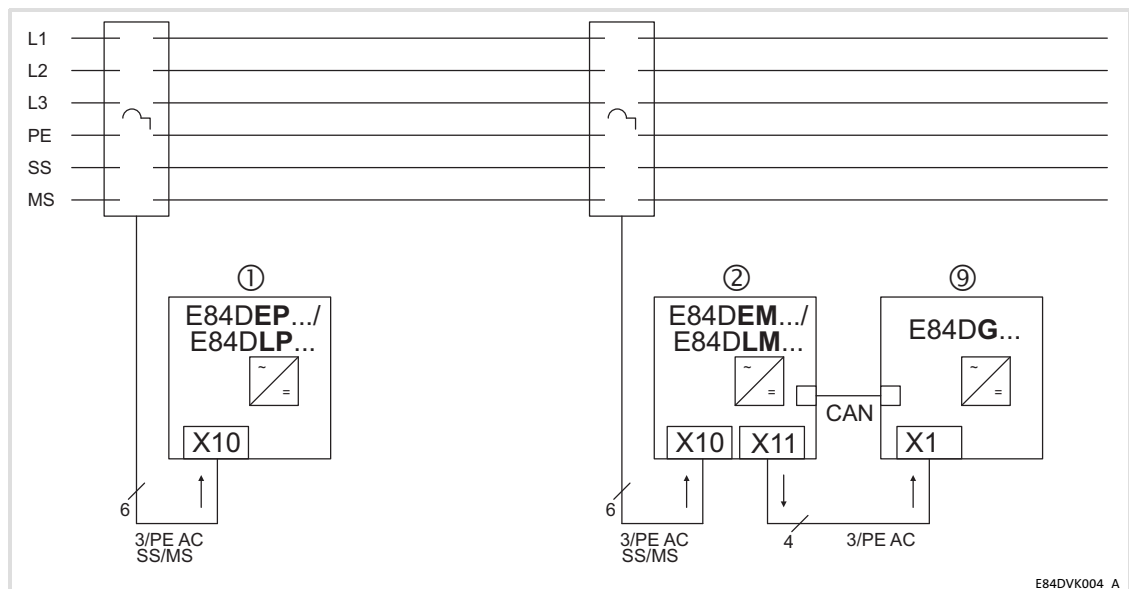 L1
L2
L3
PE
SS
MS
①
E84DEP.../
E84DLP...
~
=
X10
6
3/PE AC
SS/MS
②
E84DEM.../
E84DLM...
~
=
X10
X11
6
3/PE AC
SS/MS
CAN
⑨
E84DG...
~
=
X1
4
3/PE AC
E84DVK004_A